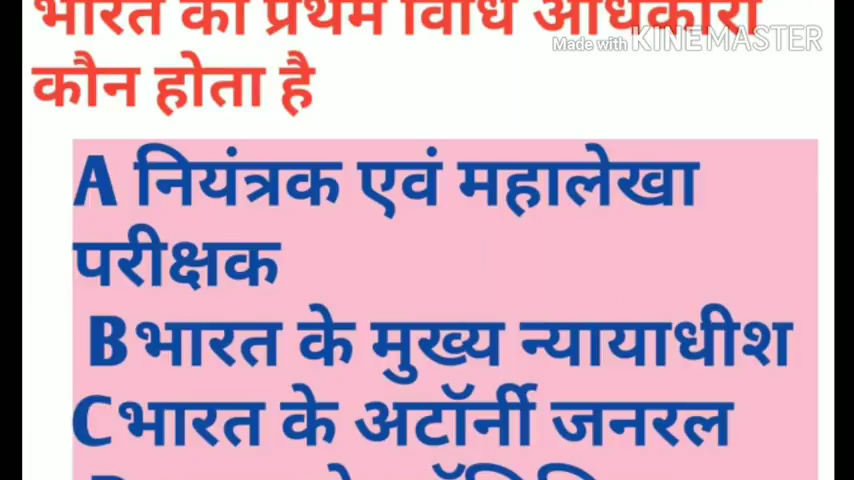 भारत का प्रथम विधि अधिकारी
Made with KINEMASTER
कौन होता है
A नियंत्रक एवं महालेखा
परीक्षक
B भारत के मुख्य न्यायाधीश
C भारत के अटॉर्नी जनरल